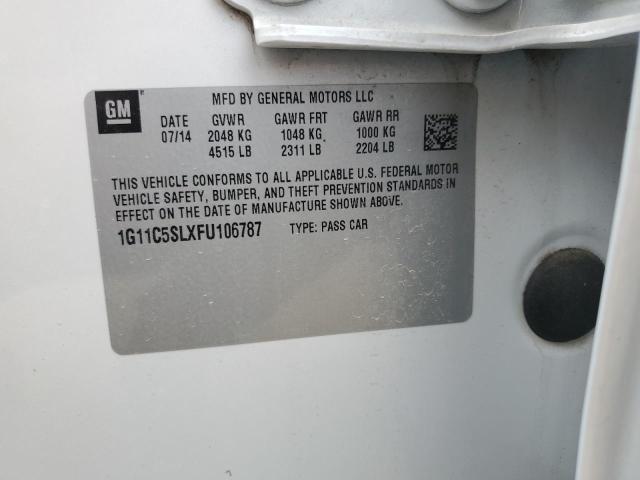 GM
MFD BY GENERAL MOTORS LLC
DATE GVWR GAWR FRT GAWR RR
07/14 2048 KG 1048 KG 1000 KG
4515 LB 2311 LB 2204 LB
THIS VEHICLE CONFORMS TO ALL APPLICABLE U.S. FEDERAL MOTOR
VEHICLE SAFETY, BUMPER, AND THEFT PREVENTION STANDARDS IN
EFFECT ON THE DATE OF MANUFACTURE SHOWN ABOVE.
1G11C5SLXFU106787 TYPE: PASS CAR